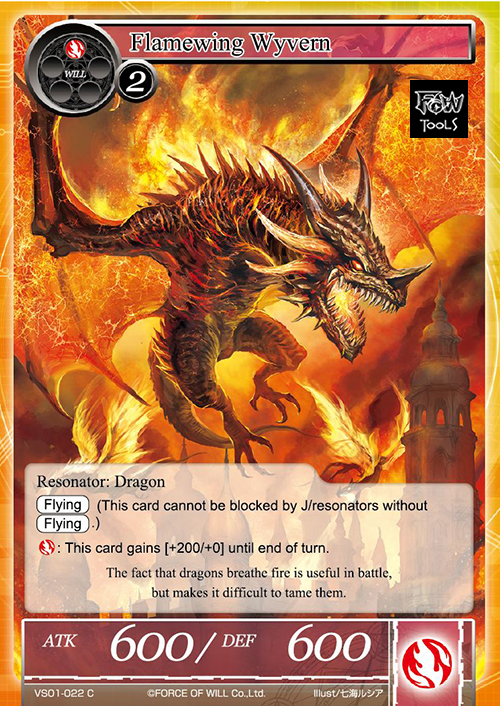 Flamewing Wyvern
WILL
2
FOW
TOOLS
Resonator: Dragon
Flying (This card cannot be blocked by J/resonators without
Flying.)
: This card gains [+200/+0] until end of turn.
The fact that dragons breathe fire is useful in battle,
but makes it difficult to tame them.
ATK 600/ DEF 600
VS01-022 C ©FORCE OF WILL Co.,Ltd. Illust/七海ルシア